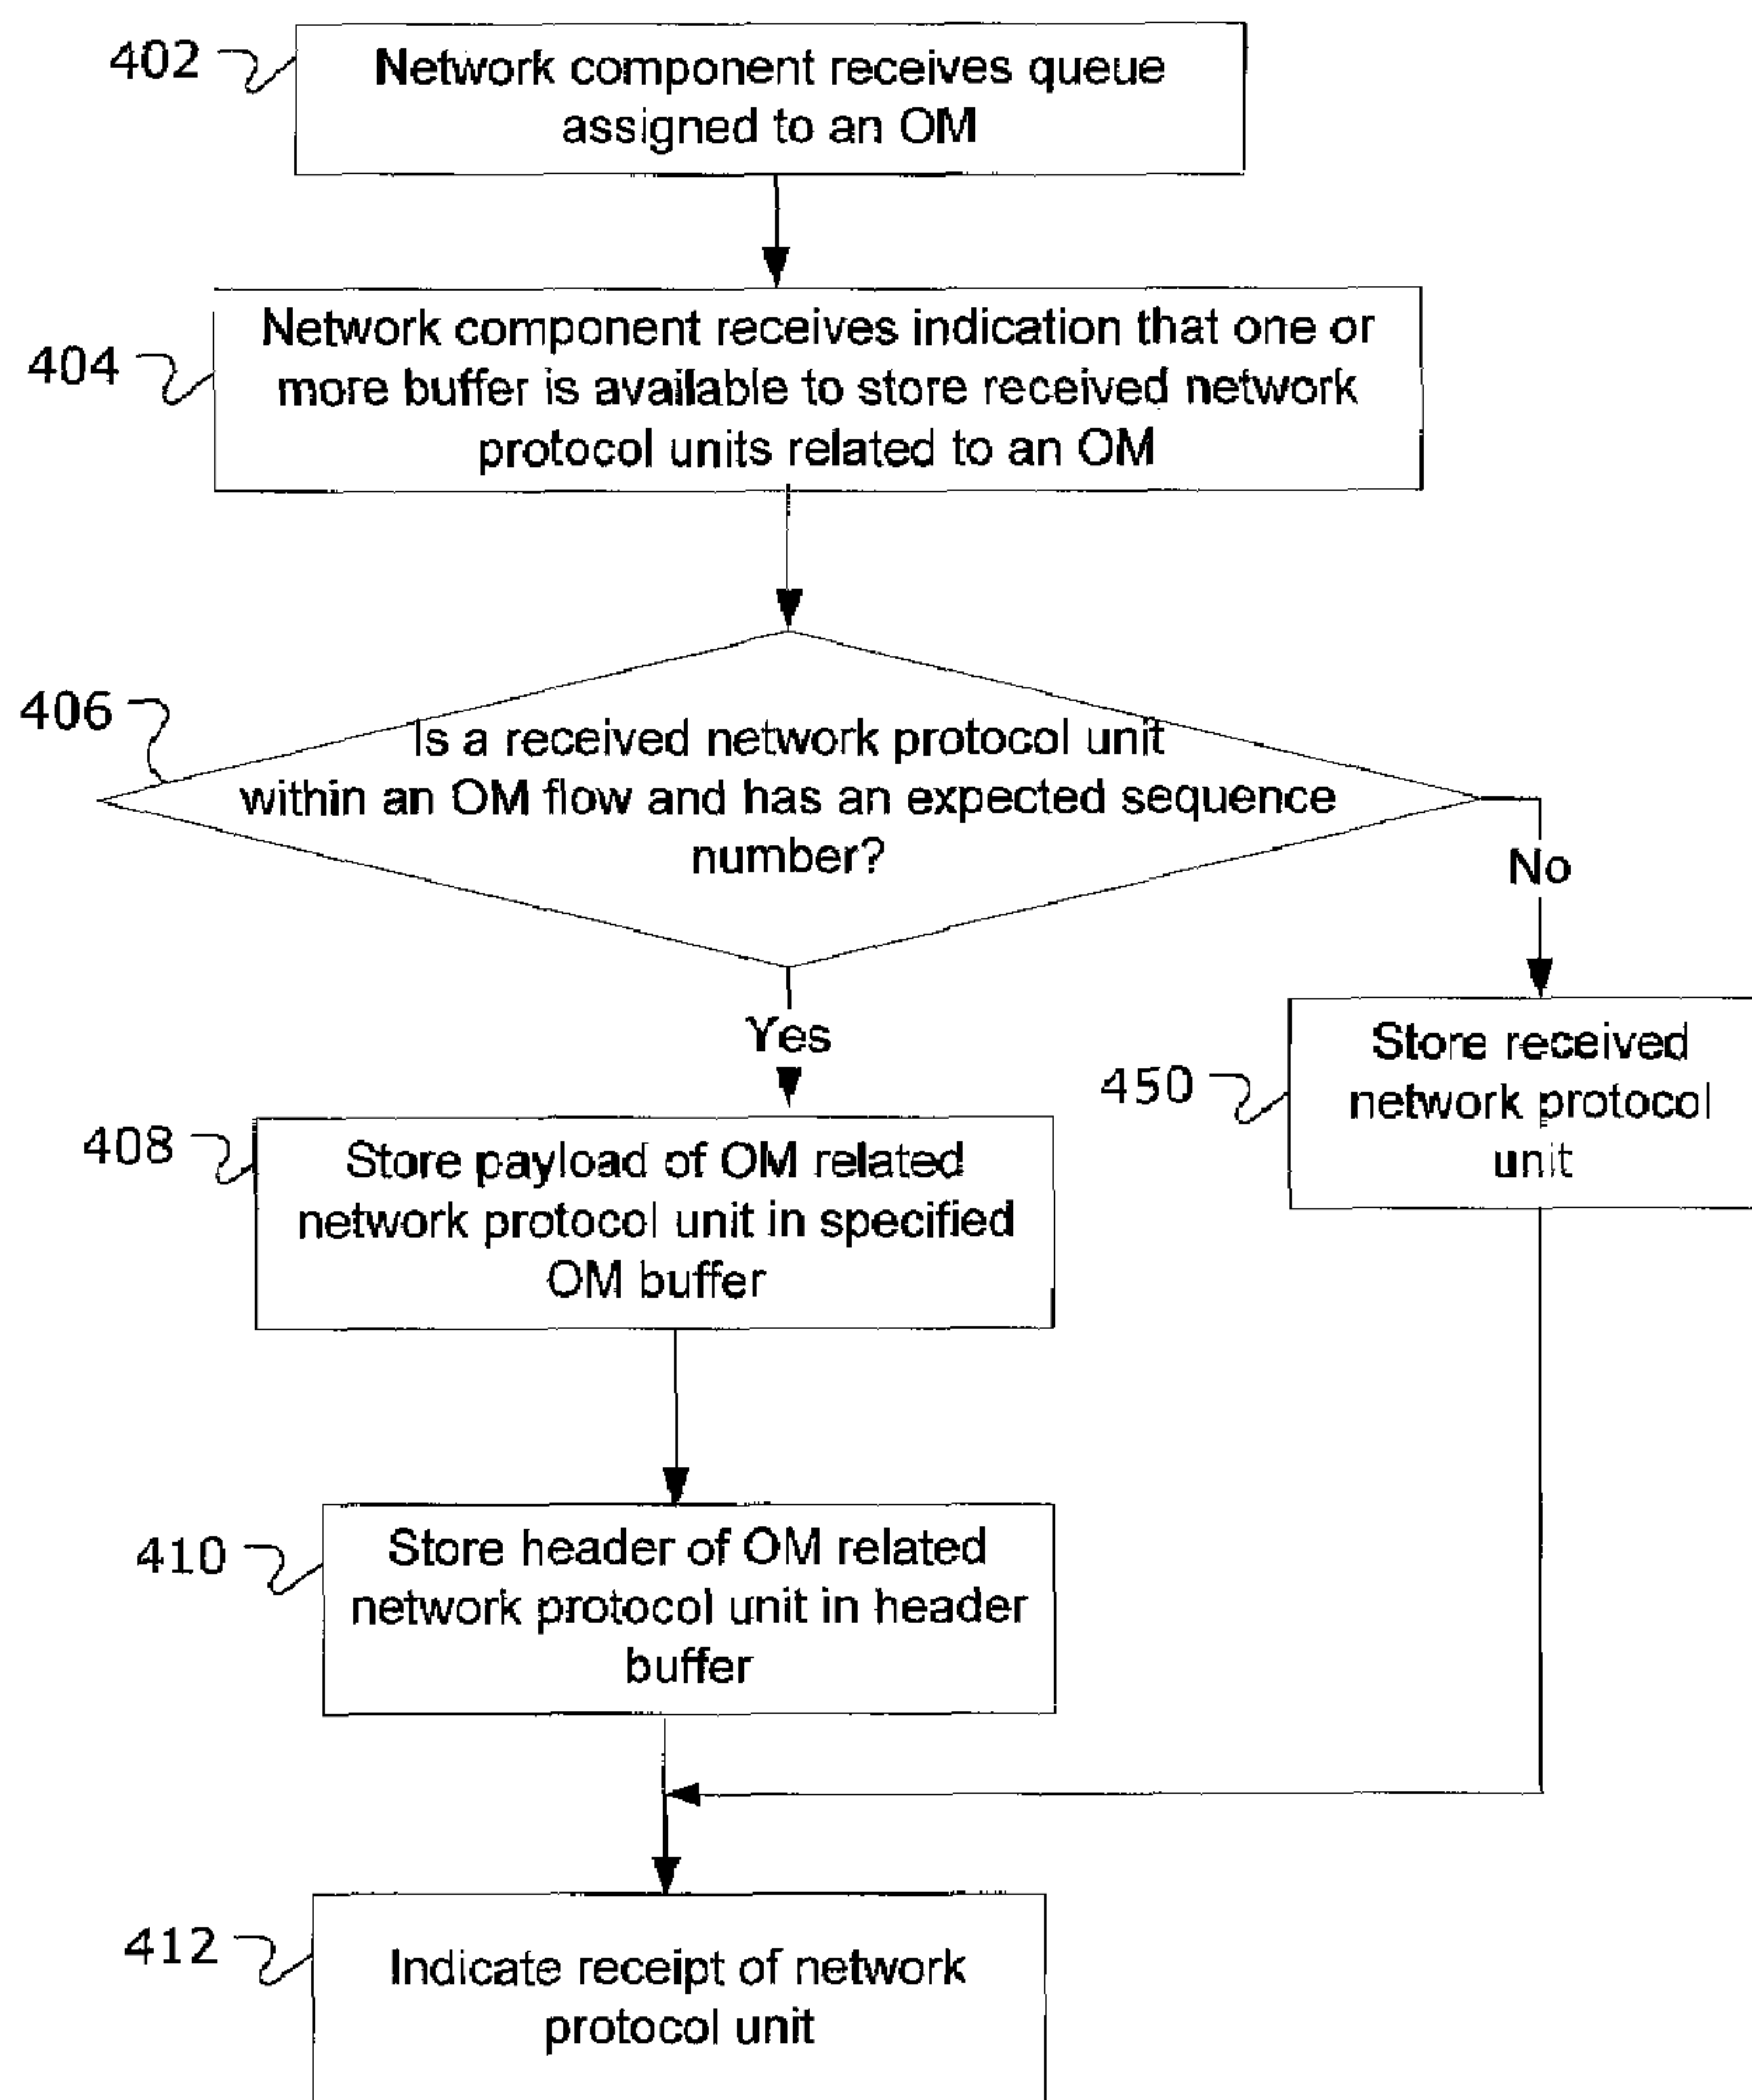 402
Network component receives queue
assigned to an OM
404
Network component receives indication that one or
more buffer is available to store received network
protocol units related to an OM
406
Is a received network protocol unit
within an OM flow and has an expected sequence
number?
No
Yes
450
Store received
network protocol
unit
408
Store payload of OM related
network protocol unit in specified
OM buffer
410
Store header of OM related
network protocol unit in header
buffer
412
Indicate receipt of network
protocol unit